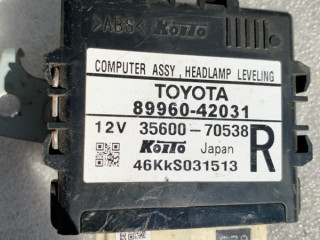 >ABS< KOITO
COMPUTER ASSY , HEADLAMP LEVELING
TOYOTA
89960-42031
12V 35600-70538
KOITO Japan R
46KkS031513